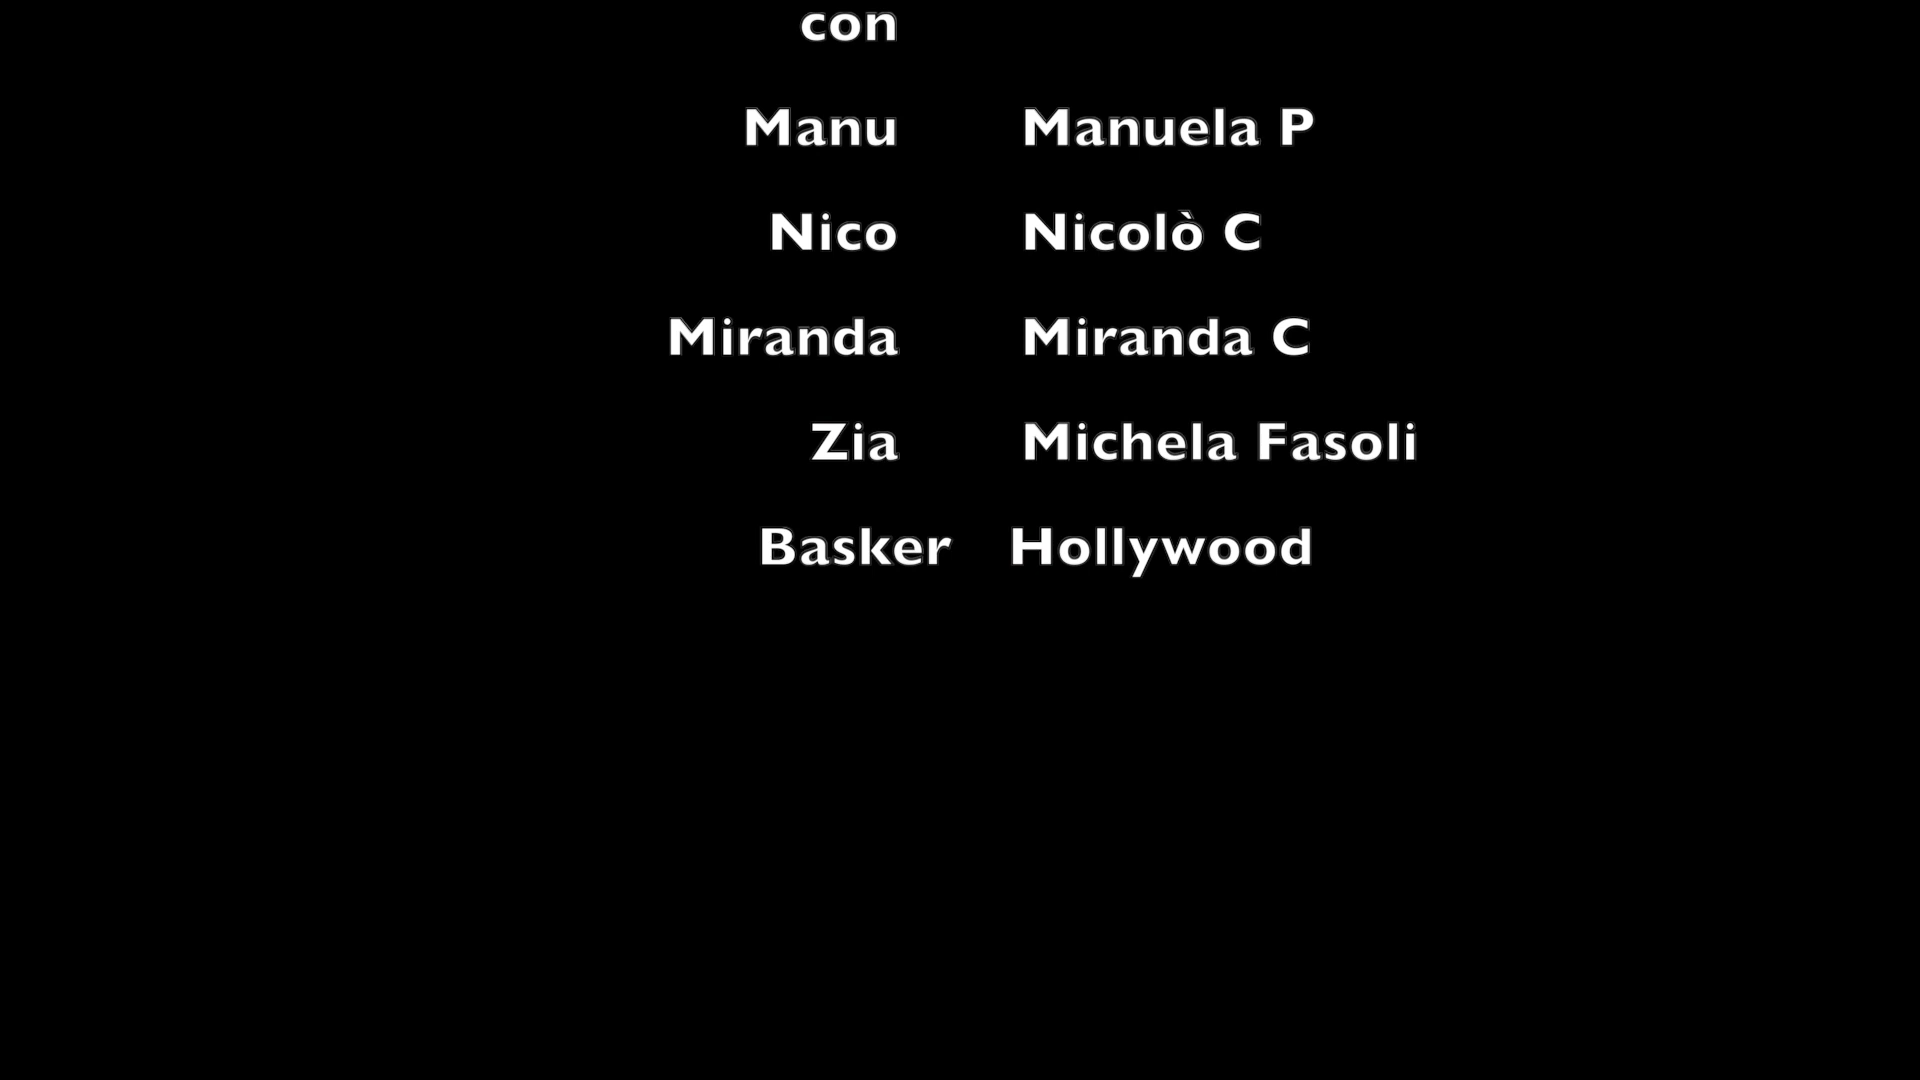 con
Manu Manuela P
Nico Nicolò C
Miranda Miranda C
Zia Michela Fasoli
Basker Hollywood